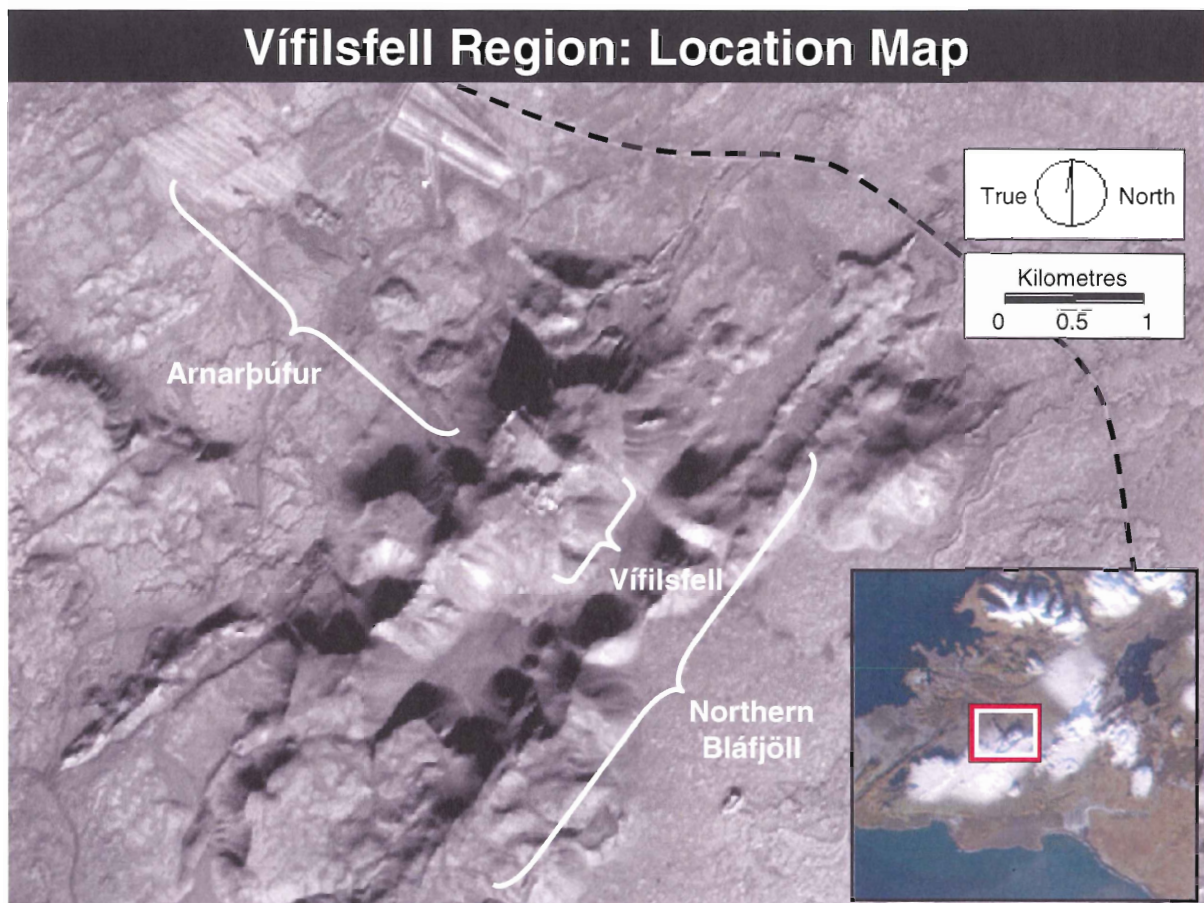 Vífilsfell Region: Location Map
True North
Kilometres
0 0.5 1
Arnarþúfur
Vífilsfell
Northern
Bláfjöll